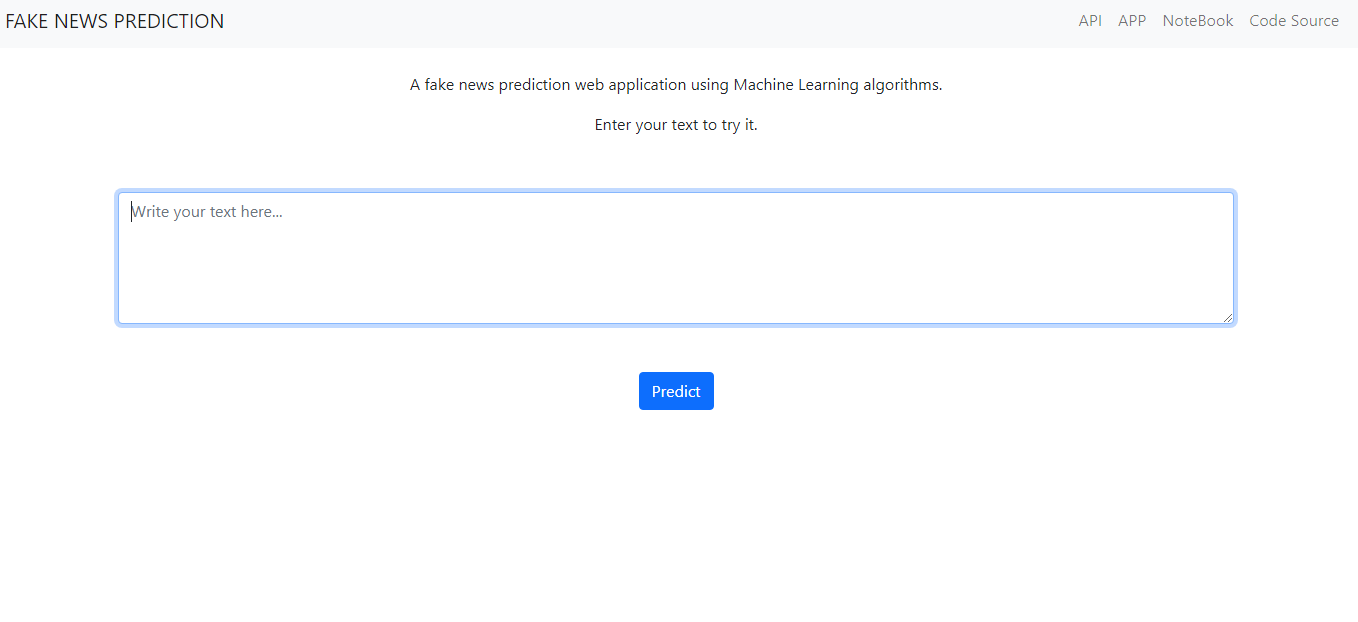 FAKE NEWS PREDICTION
API APP NoteBook Code Source
A fake news prediction web application using Machine Learning algorithms.
Enter your text to try it.
Write your text here...
Predict